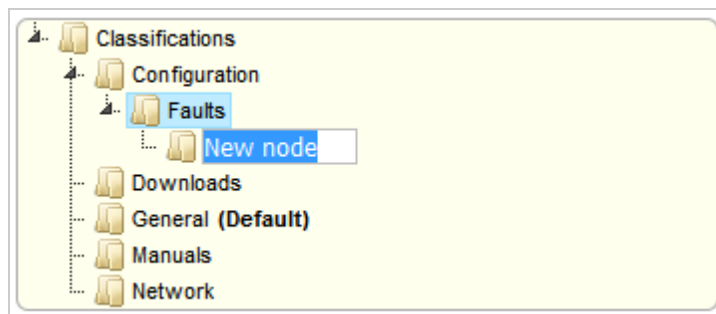 Classifications
Configuration
Faults
New node
Downloads
General (Default)
Manuals
Network